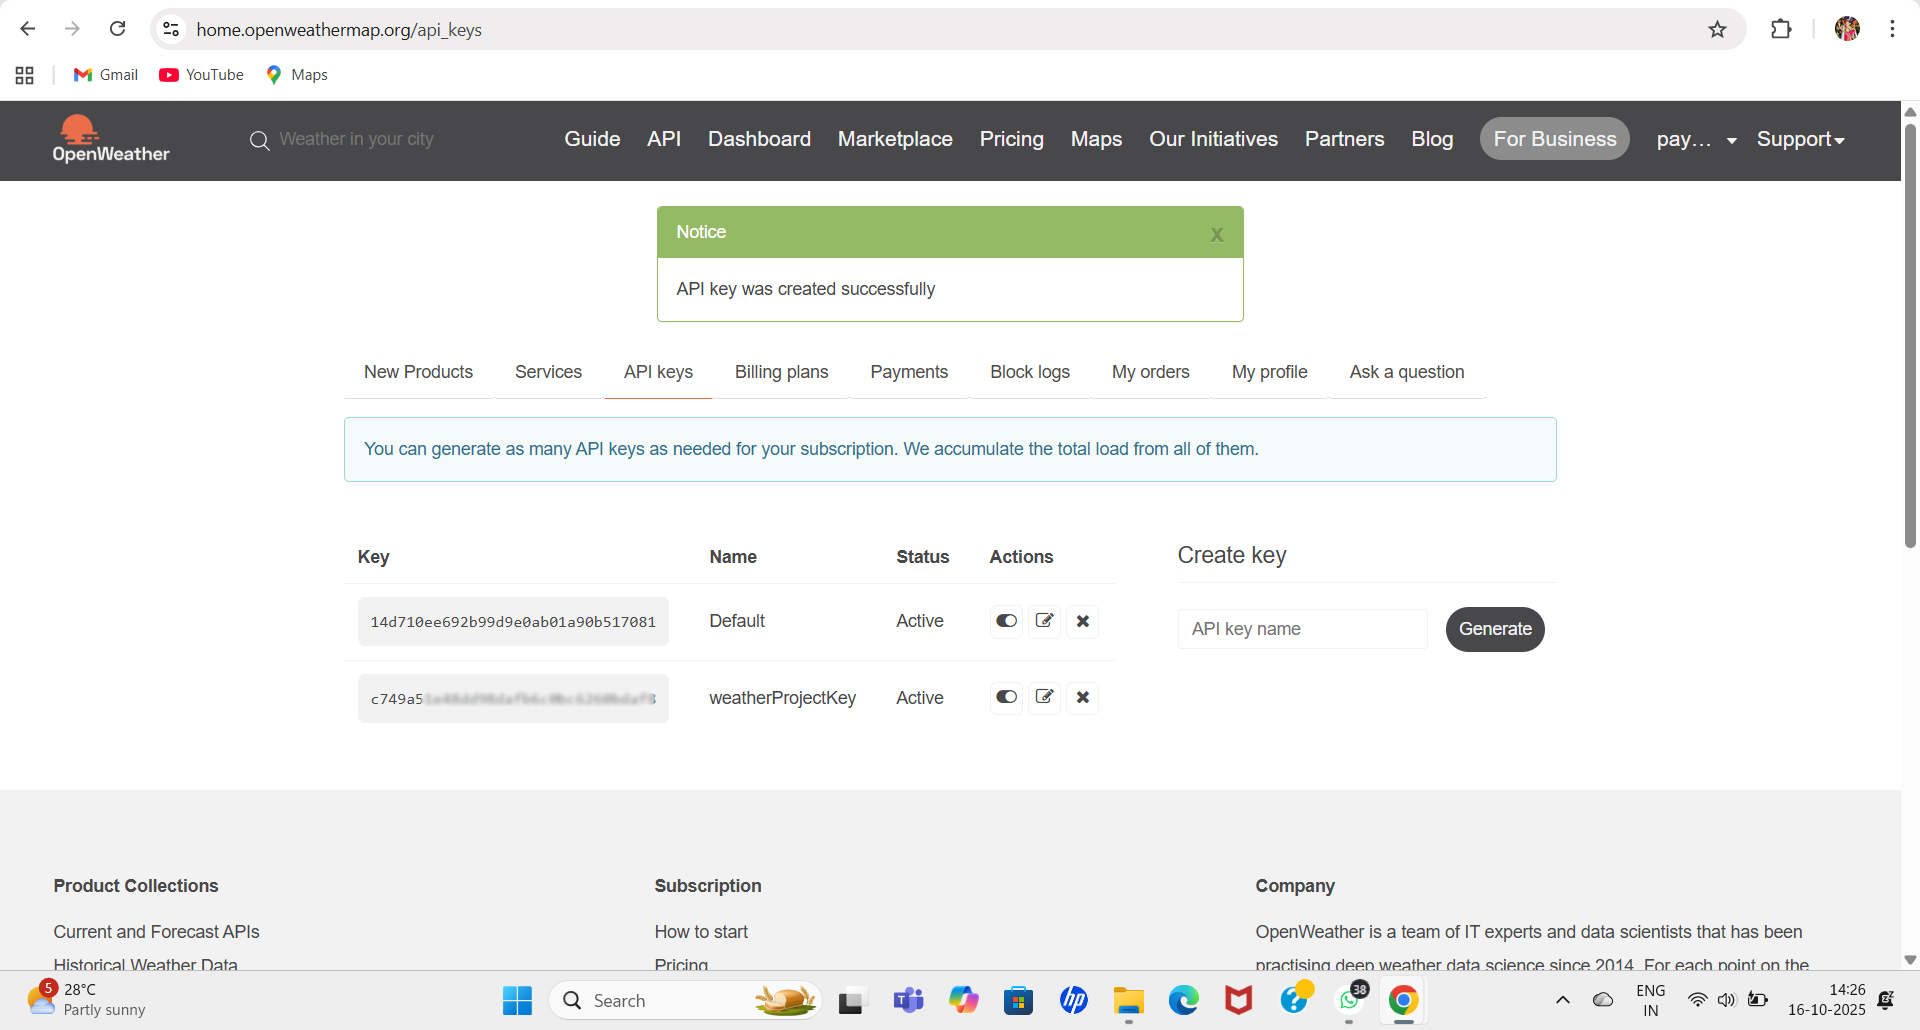 home.openweathermap.org/api_keys
Gmail YouTube Maps
OpenWeather
Weather in your city
Guide API Dashboard Marketplace Pricing Maps Our Initiatives Partners Blog For Business pay... Support
Notice x
API key was created successfully
New Products Services API keys Billing plans Payments Block logs My orders My profile Ask a question
You can generate as many API keys as needed for your subscription. We accumulate the total load from all of them.
Key Name Status Actions
14d710ee692b99d9e0ab01a90b517081 Default Active
c749a5 weatherProjectKey Active
Create key
API key name Generate
Product Collections
Current and Forecast APIs
Historical Weather Data
Subscription
How to start
Pricing
Company
OpenWeather is a team of IT experts and data scientists that has been
practising deep weather data science since 2014. For each point on the
5
28°C
Partly sunny
Search
38
ENG
IN
14:26
16-10-2025